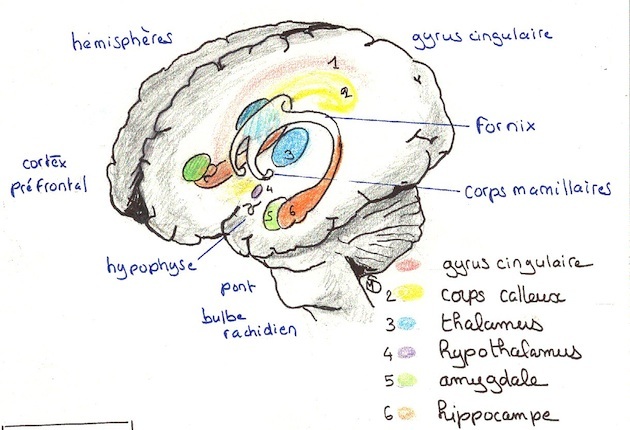 hémisphères
gyrus cingulaire
1
2
fornix
cortex
préfrontal
3
4
corps mamillaires
5
6
hypophyse
pont
bulbe
rachidien
gyrus cingulaire
2 corps calleux
3 thalamus
4 hypothalamus
5 amygdale
6 hippocampe